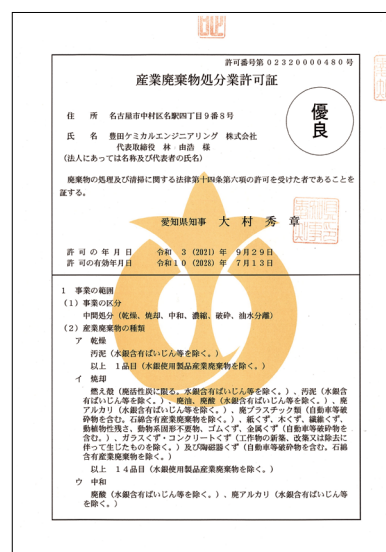 許可番号第02320000480号
産業廃棄物処分業許可証
優良
住　所　名古屋市中村区名駅四丁目9番8号
氏　名　豊田ケミカルエンジニアリング　株式会社
代表取締役　林　由浩　様
(法人にあっては名称及び代表者の氏名)
廃棄物の処理及び清掃に関する法律第十四条第六項の許可を受けた者であることを
証する。
愛知県知事　大村秀章
許可の年月日　令和 3 (2021) 年 9月29日
許可の有効年月日　令和10 (2028) 年 7月13日
1　事業の範囲
(1) 事業の区分
中間処分 (乾燥、焼却、中和、濃縮、破砕、油水分離)
(2) 産業廃棄物の種類
ア　乾燥
汚泥 (水銀含有ばいじん等を除く。)
以上　1品目 (水銀使用製品産業廃棄物を除く。)
イ　焼却
燃え殻 (廃活性炭に限る。水銀含有ばいじん等を除く。)、汚泥 (水銀含
有ばいじん等を除く。)、廃油、廃酸 (水銀含有ばいじん等を除く。)、廃
アルカリ (水銀含有ばいじん等を除く。)、廃プラスチック類 (自動車等破
砕物を含む。石綿含有産業廃棄物を除く。)、紙くず、木くず、繊維くず、
動植物性残さ、動物系固形不要物、ゴムくず、金属くず (自動車等破砕物を
含む。)、ガラスくず・コンクリートくず (工作物の新築、改築又は除去に
伴って生じたものを除く。) 及び陶磁器くず (自動車等破砕物を含む。石綿
含有産業廃棄物を除く。)
以上　14品目 (水銀使用製品産業廃棄物を除く。)
ウ　中和
廃酸 (水銀含有ばいじん等を除く。)、廃アルカリ (水銀含有ばいじん等
を除く。)